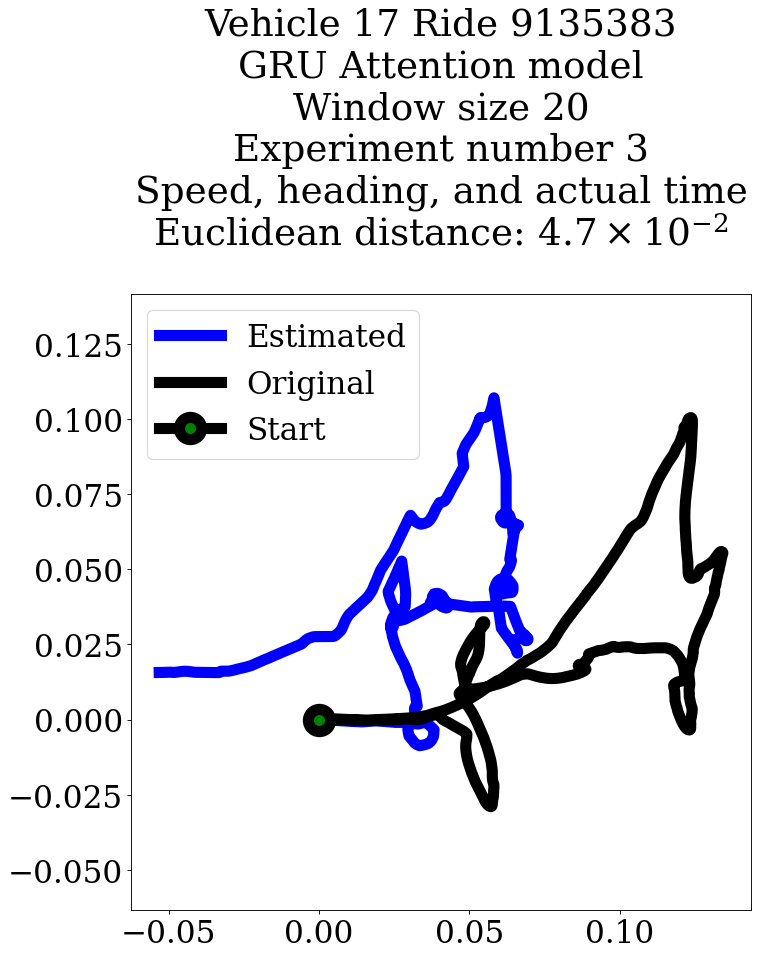 Vehicle 17 Ride 9135383
GRU Attention model
Window size 20
Experiment number 3
Speed, heading, and actual time
Euclidean distance: 4.7 × 10⁻²
Estimated
Original
Start
0.125
0.100
0.075
0.050
0.025
0.000
−0.025
−0.050
−0.05 0.00 0.05 0.10